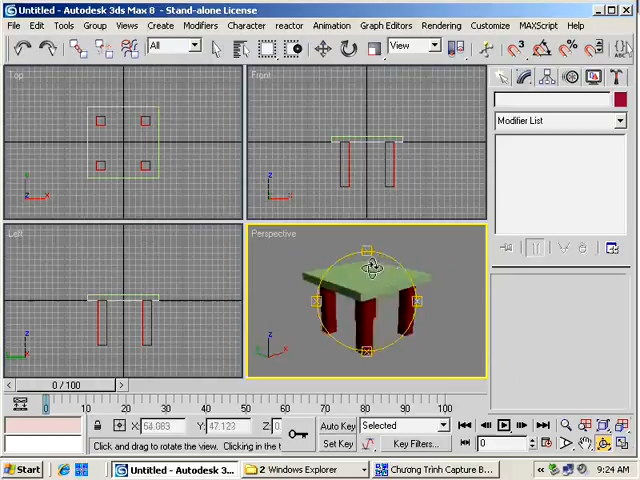 Untitled - Autodesk 3ds Max 8 - Stand-alone License
File Edit Tools Group Views Create Modifiers Character reactor Animation Graph Editors Rendering Customize MAXScript Help
All
View
Top
Front
Modifier List
Left
Perspective
0 / 100
0 10 20 30 40 50 60 70 80 90 100
X: 54.083 Y: 47.123 Z:
Auto Key Selected
Click and drag to rotate the view. Clicking in the t
Set Key Key Filters... 0
Start Untitled - Autodesk 3... 2 Windows Explorer Chương Trình Capture B... 9:24 AM